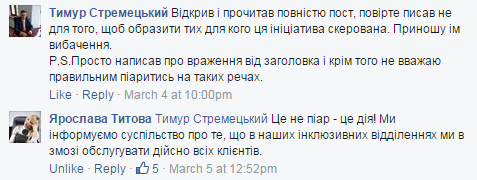 Тимур Стремецький Відкрив і прочитав повністю пост, повірте писав не
для того, щоб образити тих для кого ця ініціатива скерована. Приношу ім
вибачення.
P.S.Просто написав про враження від заголовка і крім того не вважаю
правильним піаритись на таких речах.
Like · Reply · March 4 at 10:00pm
Ярослава Титова Тимур Стремецький Це не піар - це дія! Ми
інформуємо суспільство про те, що в наших інклюзивних відділеннях ми в
змозі обслугувати дійсно всіх клієнтів.
Unlike · Reply · 5 · March 5 at 12:52pm